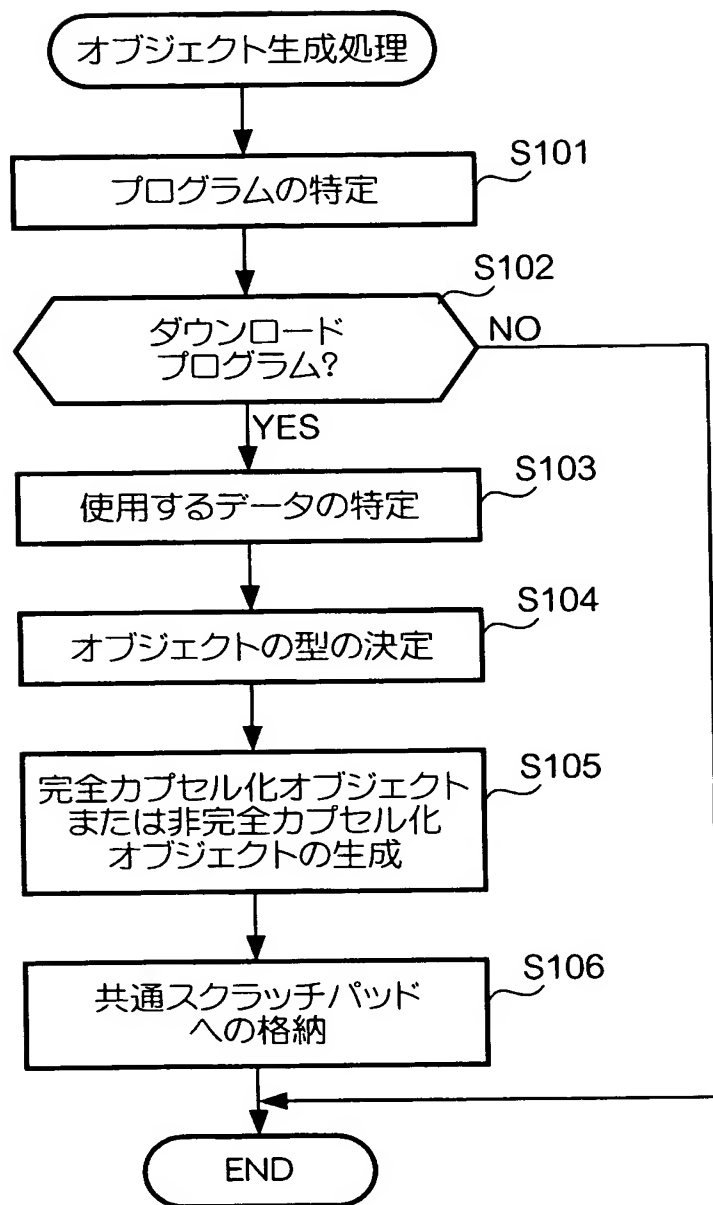 オブジェクト生成処理
S101
プログラムの特定
S102
ダウンロード
プログラム?
NO
YES
S103
使用するデータの特定
S104
オブジェクトの型の決定
S105
完全カプセル化オブジェクト
または非完全カプセル化
オブジェクトの生成
S106
共通スクラッチパッド
への格納
END